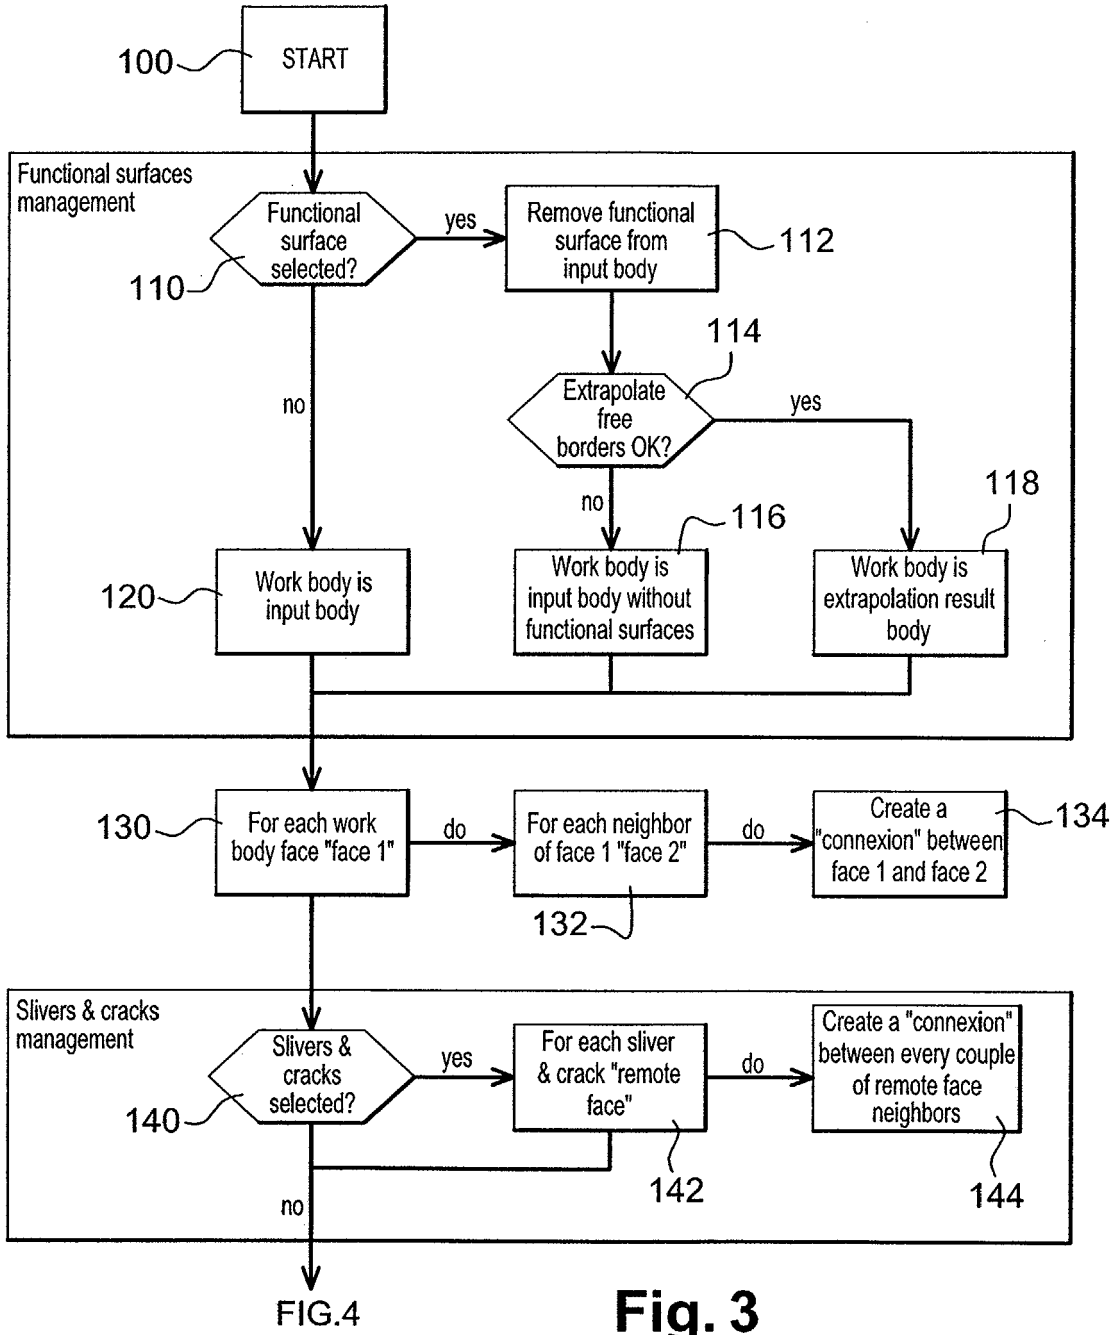 100
START
Functional surfaces
management
Functional
surface
selected?
110
yes
Remove functional
surface from
input body
112
114
Extrapolate
free
borders OK?
yes
no
no
116
118
120
Work body is
input body
Work body is
input body without
functional surfaces
Work body is
extrapolation result
body
130
For each work
body face "face 1"
do
For each neighbor
of face 1 "face 2"
132
do
Create a
"connexion" between
face 1 and face 2
134
Slivers & cracks
management
Slivers &
cracks
selected?
140
yes
For each sliver
& crack "remote
face"
142
do
Create a "connexion"
between every couple
of remote face
neighbors
144
no
FIG.4
Fig. 3